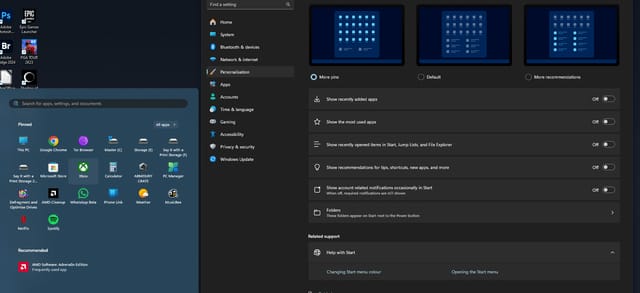 Adobe
Photosh...
Epic Games
Launcher
Adobe
Bridge 2024
PGA TOUR
2K23
Search for apps, settings, and documents
Pinned
All apps
This PC
Google Chrome
Tor Browser
Master (C)
Storage (E)
Say it with a
Print Storage (F)
Say it with a
Print Storage 2...
Microsoft Store
Xbox
Calculator
ARMOURY
CRATE
PC Manager
Defragment and
Optimise Drives
AMD Cleanup
WhatsApp Beta
Phone Link
Weather
MusicBee
Netflix
Spotify
Recommended
AMD Software: Adrenalin Edition
Frequently used app
Find a setting
Home
System
Bluetooth & devices
Network & internet
Personalisation
Apps
Accounts
Time & language
Gaming
Accessibility
Privacy & security
Windows Update
More pins
Default
More recommendations
Show recently added apps
Off
Show the most used apps
Off
Show recently opened items in Start, Jump Lists, and File Explorer
Off
Show recommendations for tips, shortcuts, new apps, and more
Off
Show account related notifications occasionally in Start
When off, required notifications are still shown
Off
Folders
These folders appear on Start next to the Power button
Related support
Help with Start
Changing Start menu colour
Opening the Start menu